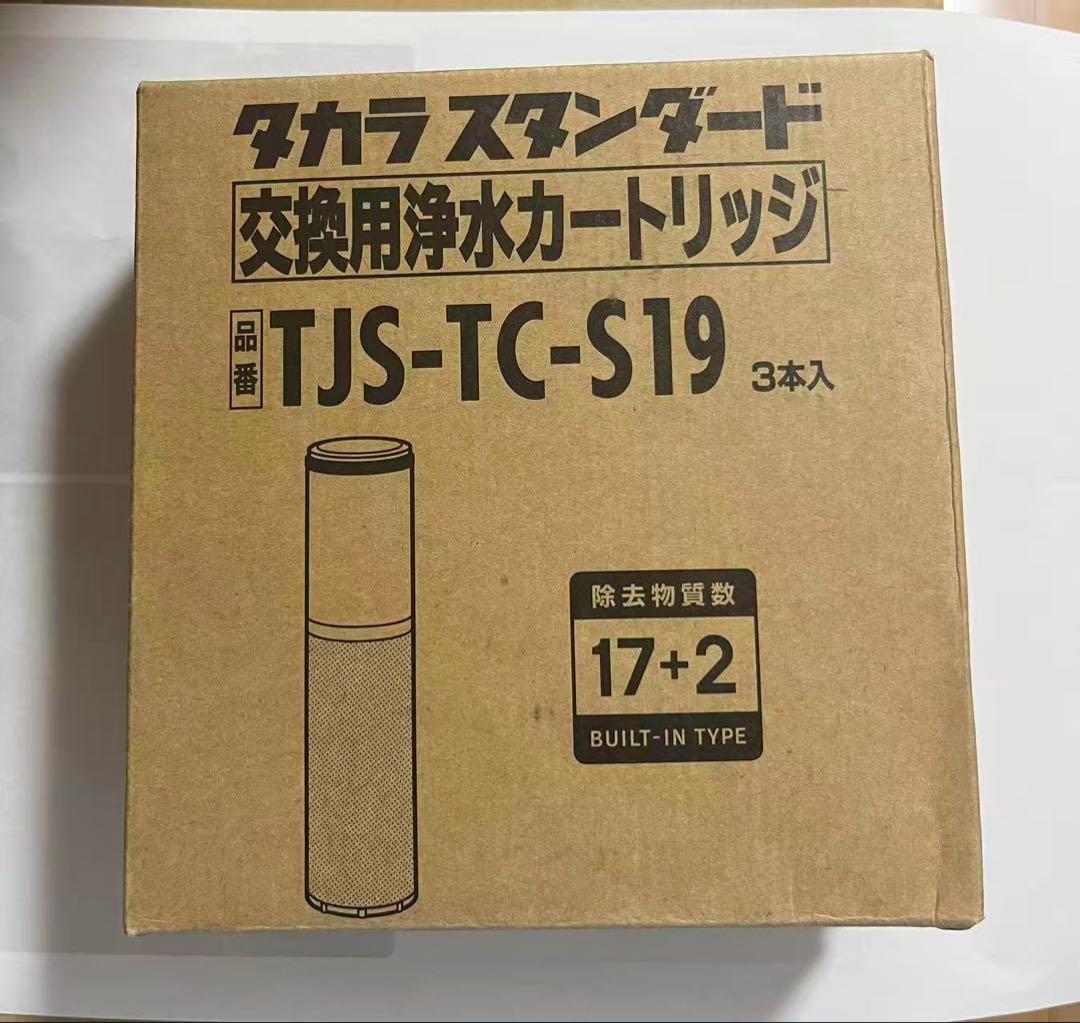 タカラスタンダード
交換用浄水カートリッジ
品番 TJS-TC-S19 3本入
除去物質数
17+2
BUILT-IN TYPE